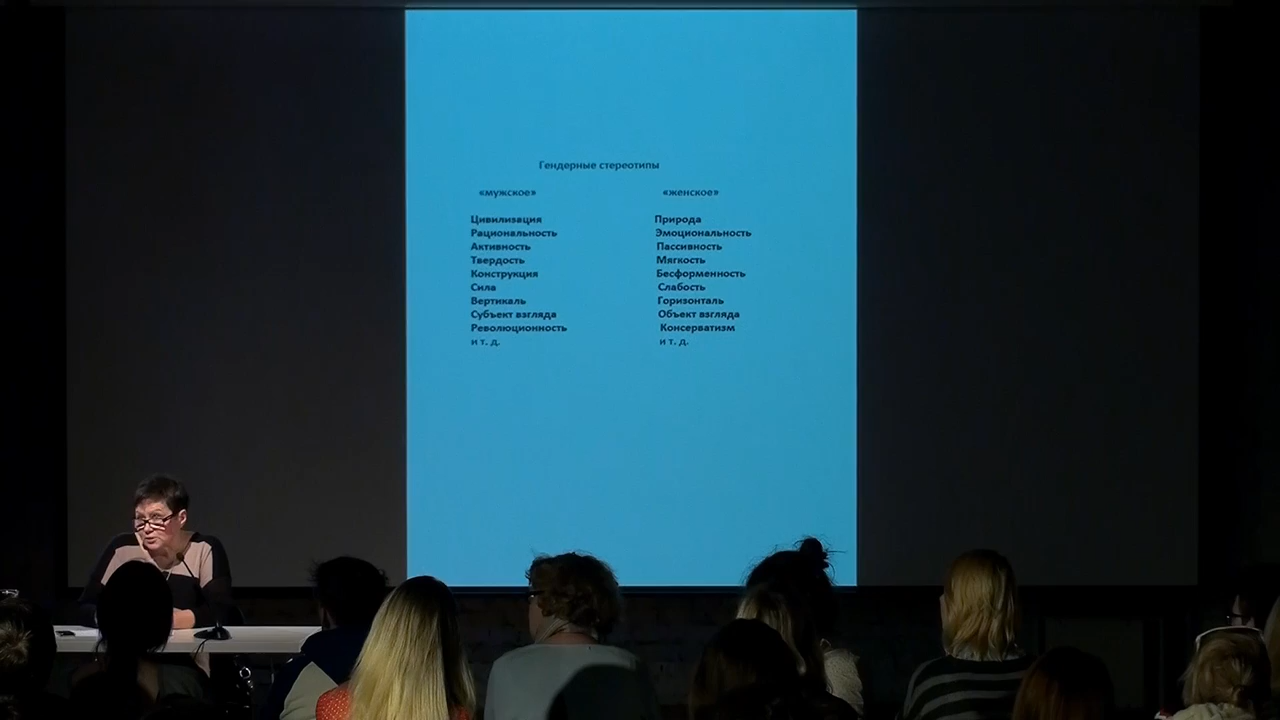 Гендерные стереотипы
«мужское» «женское»
Цивилизация Природа
Рациональность Эмоциональность
Активность Пассивность
Твердость Мягкость
Конструкция Бесформенность
Сила Слабость
Вертикаль Горизонталь
Субъект взгляда Объект взгляда
Революционность Консерватизм
и т. д. и т. д.